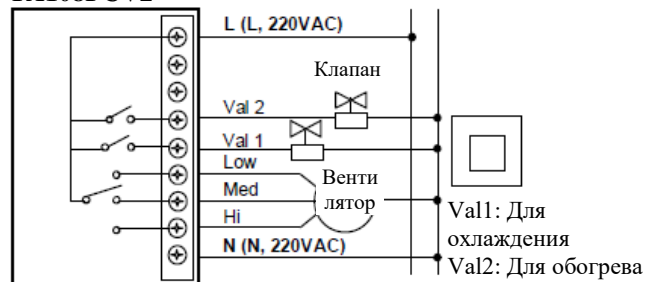 L (L, 220VAC)
Клапан
Val 2
Val 1
Low
Med
Hi
Венти
лятор
N (N, 220VAC)
Val1: Для
охлаждения
Val2: Для обогрева